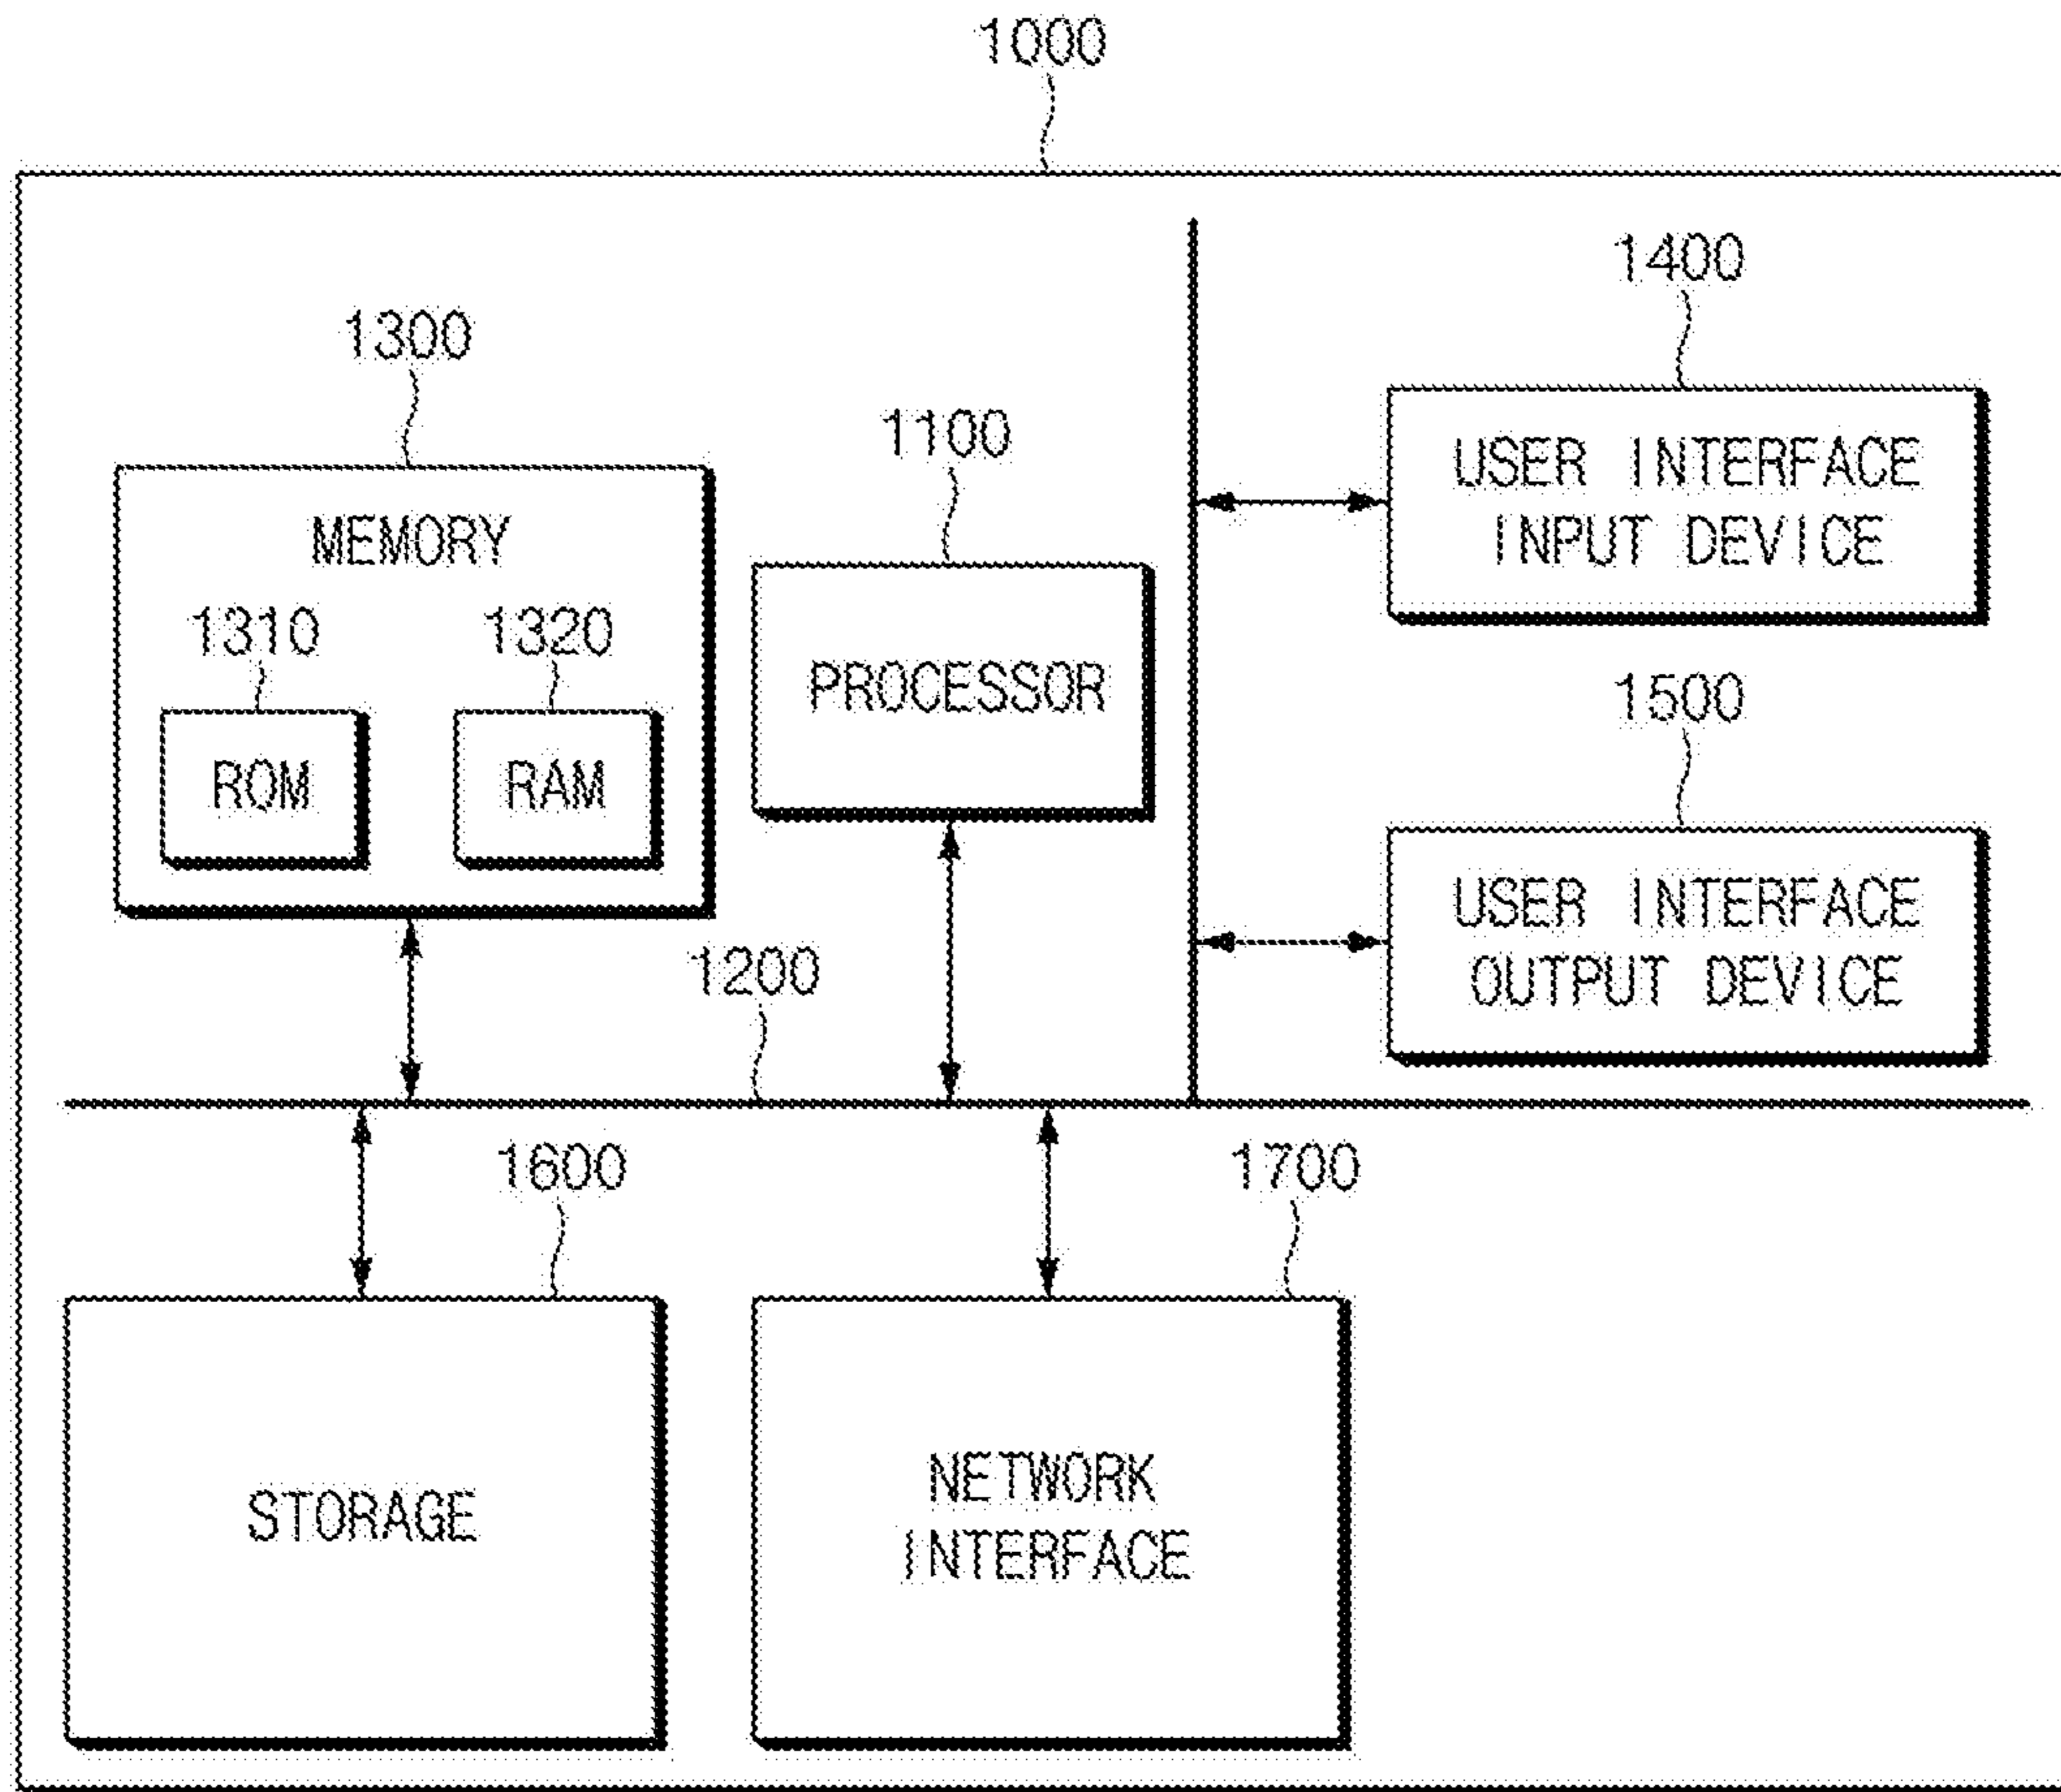 1000
1300
MEMORY
1310
ROM
1320
RAM
1100
PROCESSOR
1400
USER INTERFACE
INPUT DEVICE
1500
USER INTERFACE
OUTPUT DEVICE
1200
1600
STORAGE
1700
NETWORK
INTERFACE